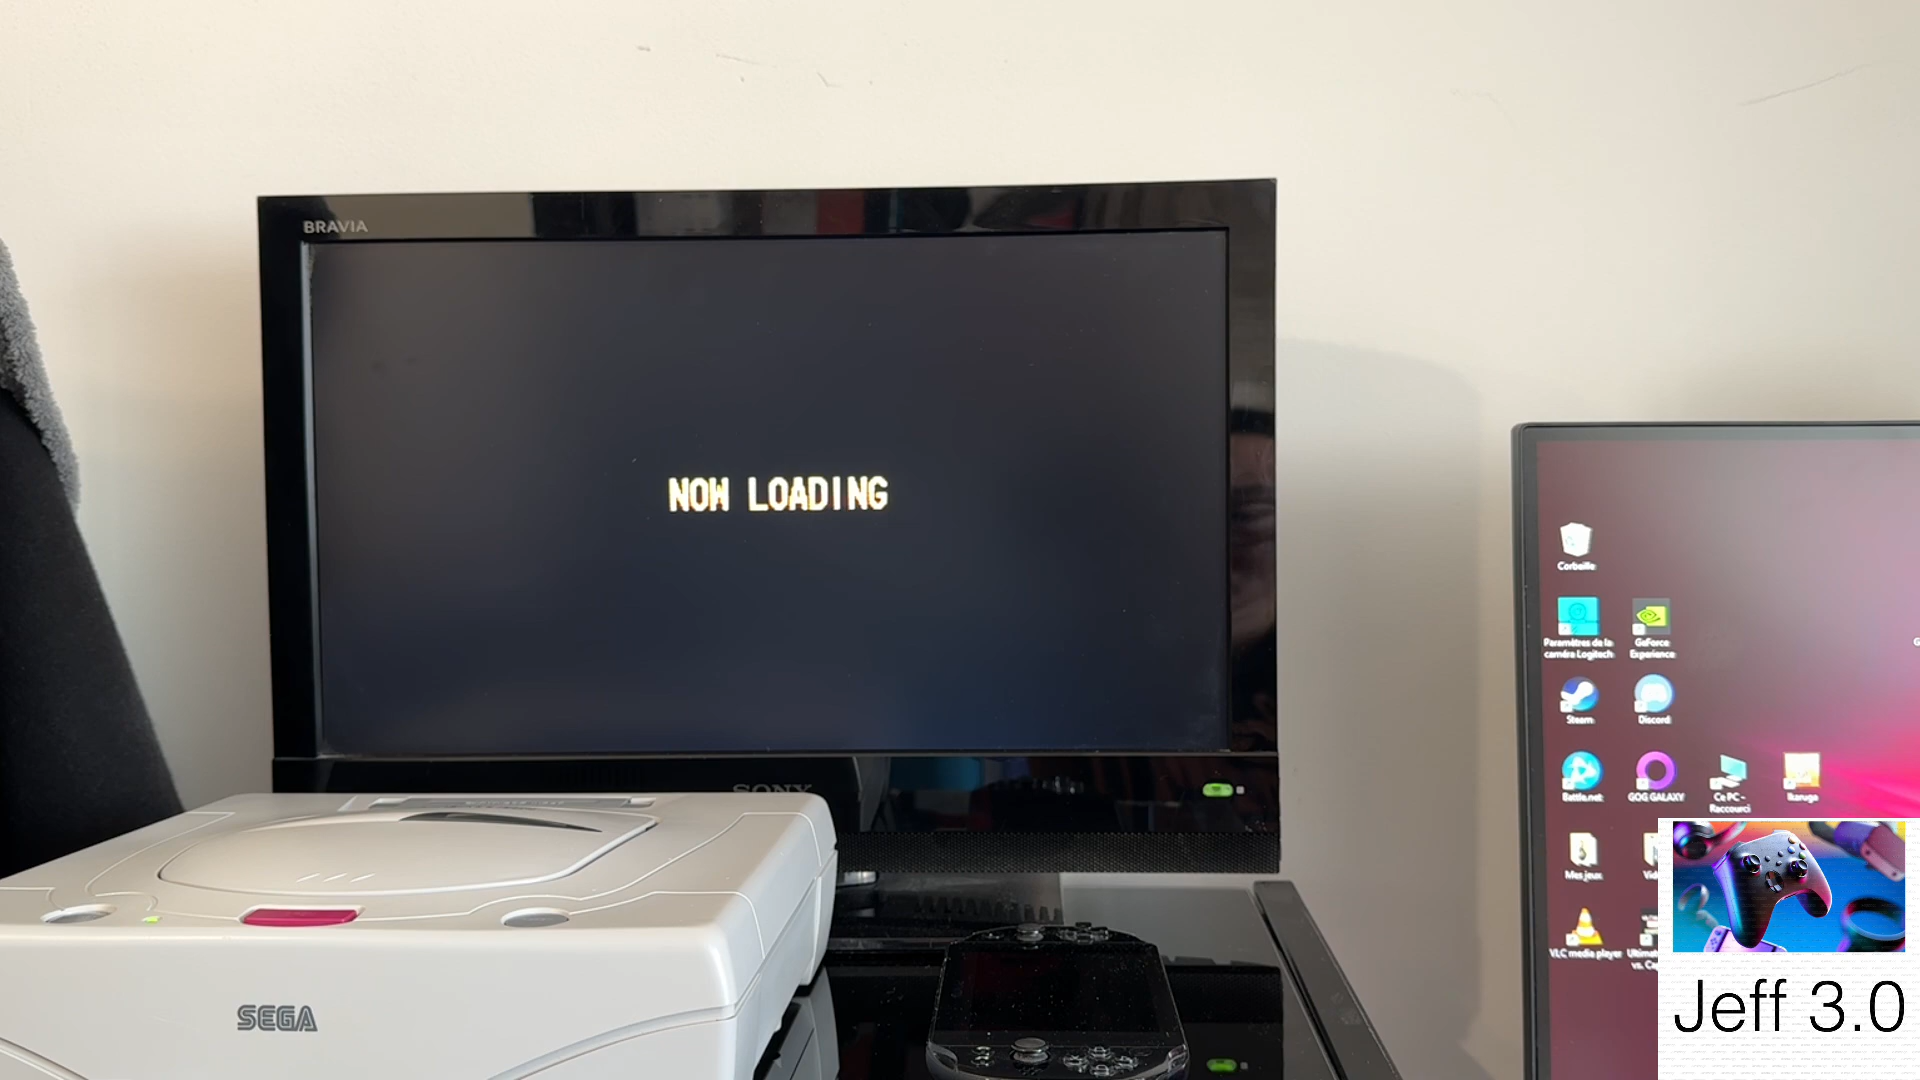 BRAVIA
NOW LOADING
SONY
SEGA
Corbeille
Paramètres de la
caméra Logitech
GeForce
Experience
Steam
Discord
Battle.net
GOG GALAXY
Ce PC -
Raccourci
Ikaruga
Mes jeux
VLC media player
Jeff 3.0